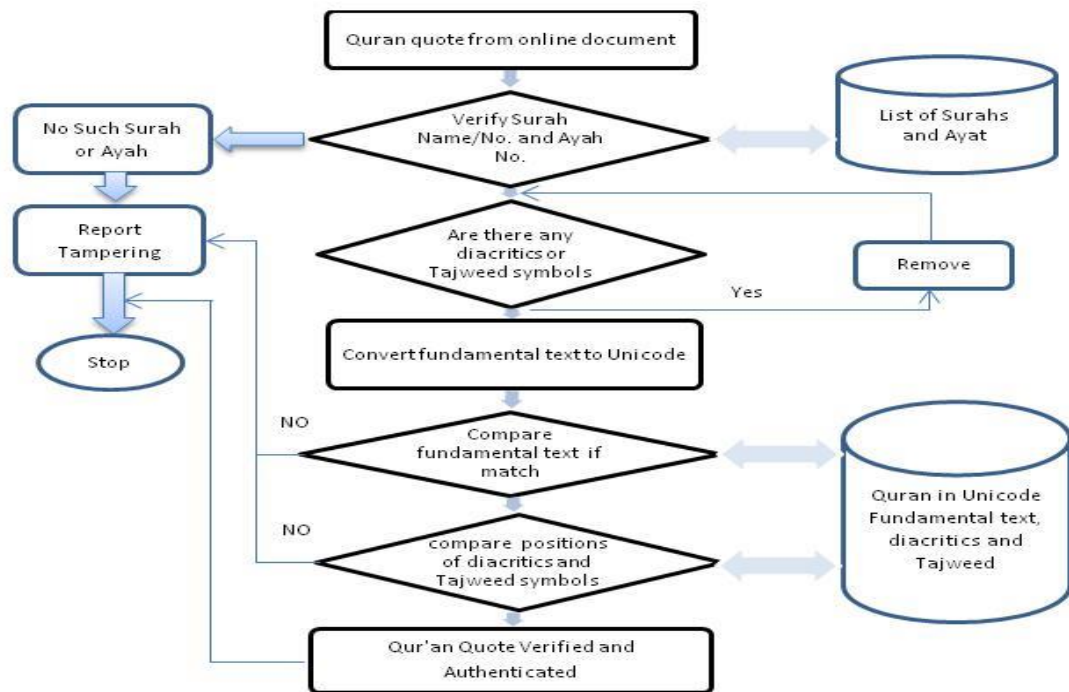 Quran quote from online document
Verify Surah
Name/No. and Ayah
No.
List of Surahs
and Ayat
No Such Surah
or Ayah
Report
Tampering
Are there any
diacritics or
Tajweed symbols
Remove
Yes
Stop
Convert fundamental text to Unicode
NO
Compare
fundamental text if
match
Quran in Unicode
Fundamental text,
diacritics and
Tajweed
NO
compare positions
of diacritics and
Tajweed symbols
Qur'an Quote Verified and
Authenticated